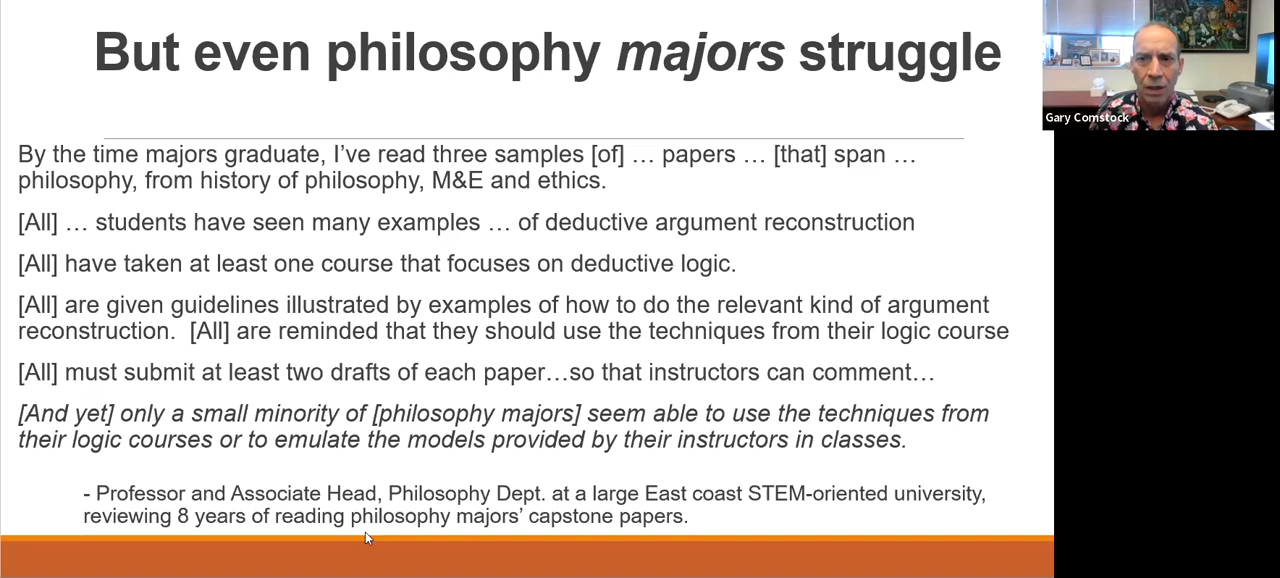 But even philosophy majors struggle
Gary Comstock
By the time majors graduate, I’ve read three samples [of] … papers … [that] span …
philosophy, from history of philosophy, M&E and ethics.
[All] … students have seen many examples … of deductive argument reconstruction
[All] have taken at least one course that focuses on deductive logic.
[All] are given guidelines illustrated by examples of how to do the relevant kind of argument
reconstruction.  [All] are reminded that they should use the techniques from their logic course
[All] must submit at least two drafts of each paper…so that instructors can comment…
[And yet] only a small minority of [philosophy majors] seem able to use the techniques from
their logic courses or to emulate the models provided by their instructors in classes.
- Professor and Associate Head, Philosophy Dept. at a large East coast STEM-oriented university,
reviewing 8 years of reading philosophy majors’ capstone papers.